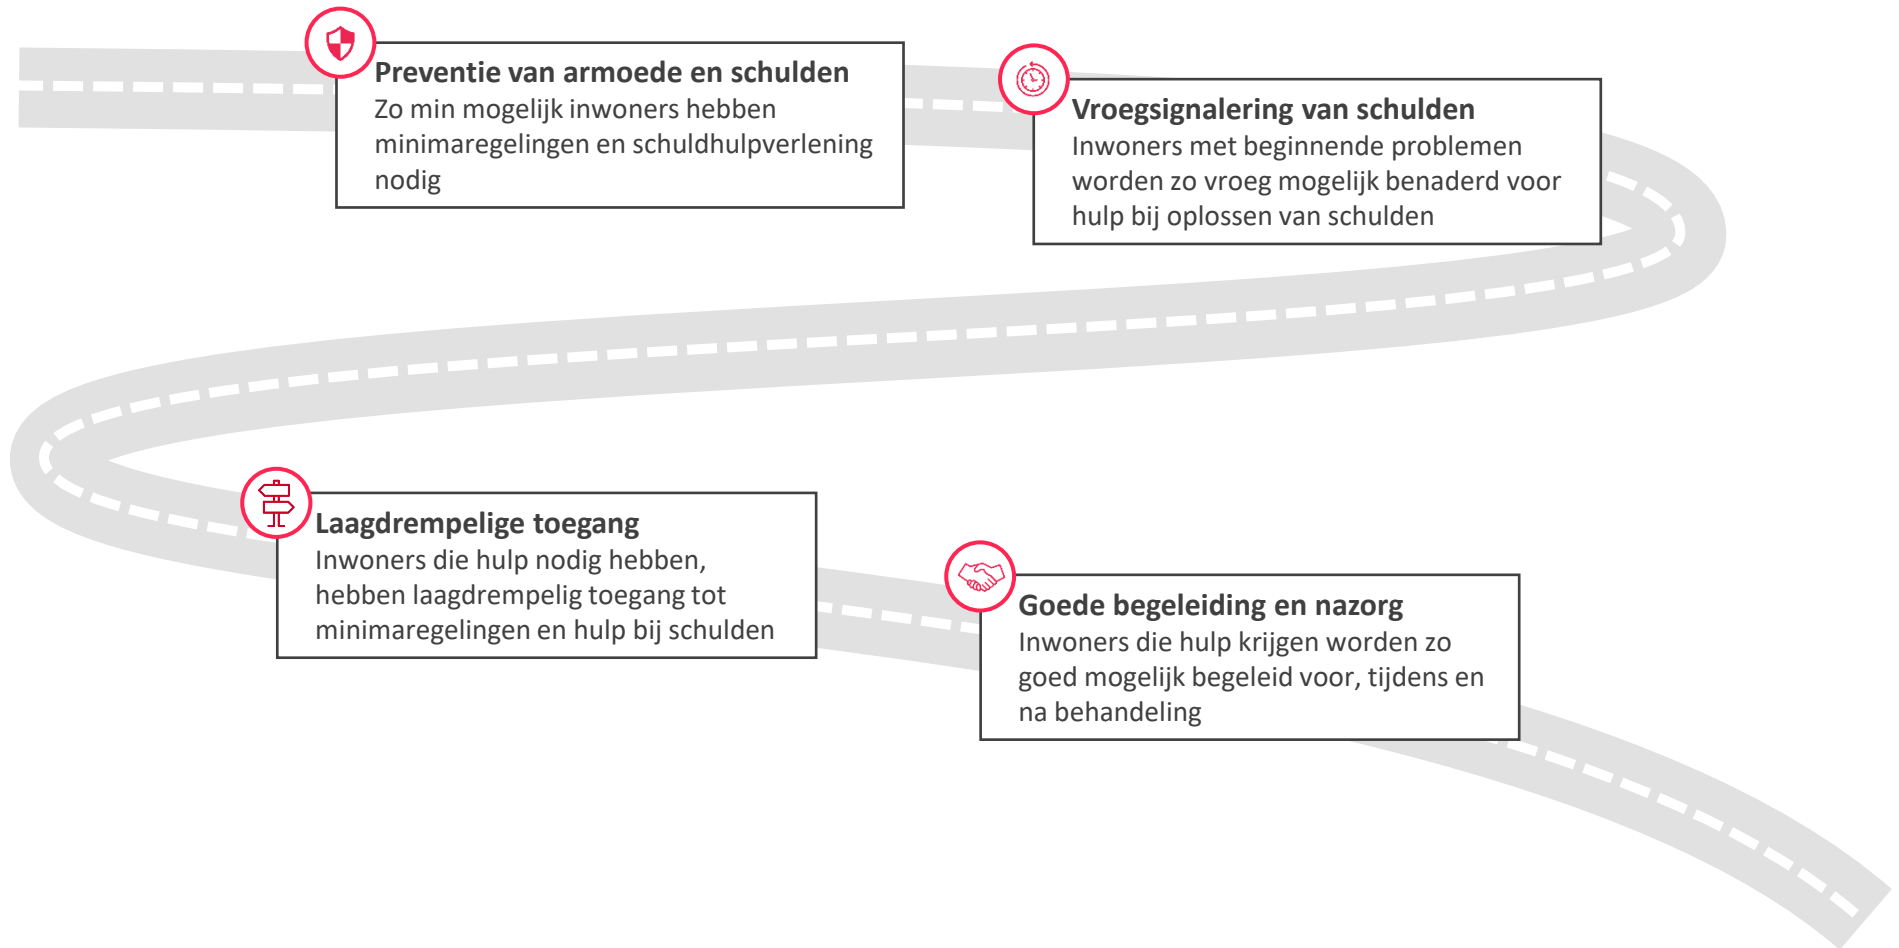 Preventie van armoede en schulden
Zo min mogelijk inwoners hebben
minimaregelingen en schuldhulpverlening
nodig
Vroegsignalering van schulden
Inwoners met beginnende problemen
worden zo vroeg mogelijk benaderd voor
hulp bij oplossen van schulden
Laagdrempelige toegang
Inwoners die hulp nodig hebben,
hebben laagdrempelig toegang tot
minimaregelingen en hulp bij schulden
Goede begeleiding en nazorg
Inwoners die hulp krijgen worden zo
goed mogelijk begeleid voor, tijdens en
na behandeling